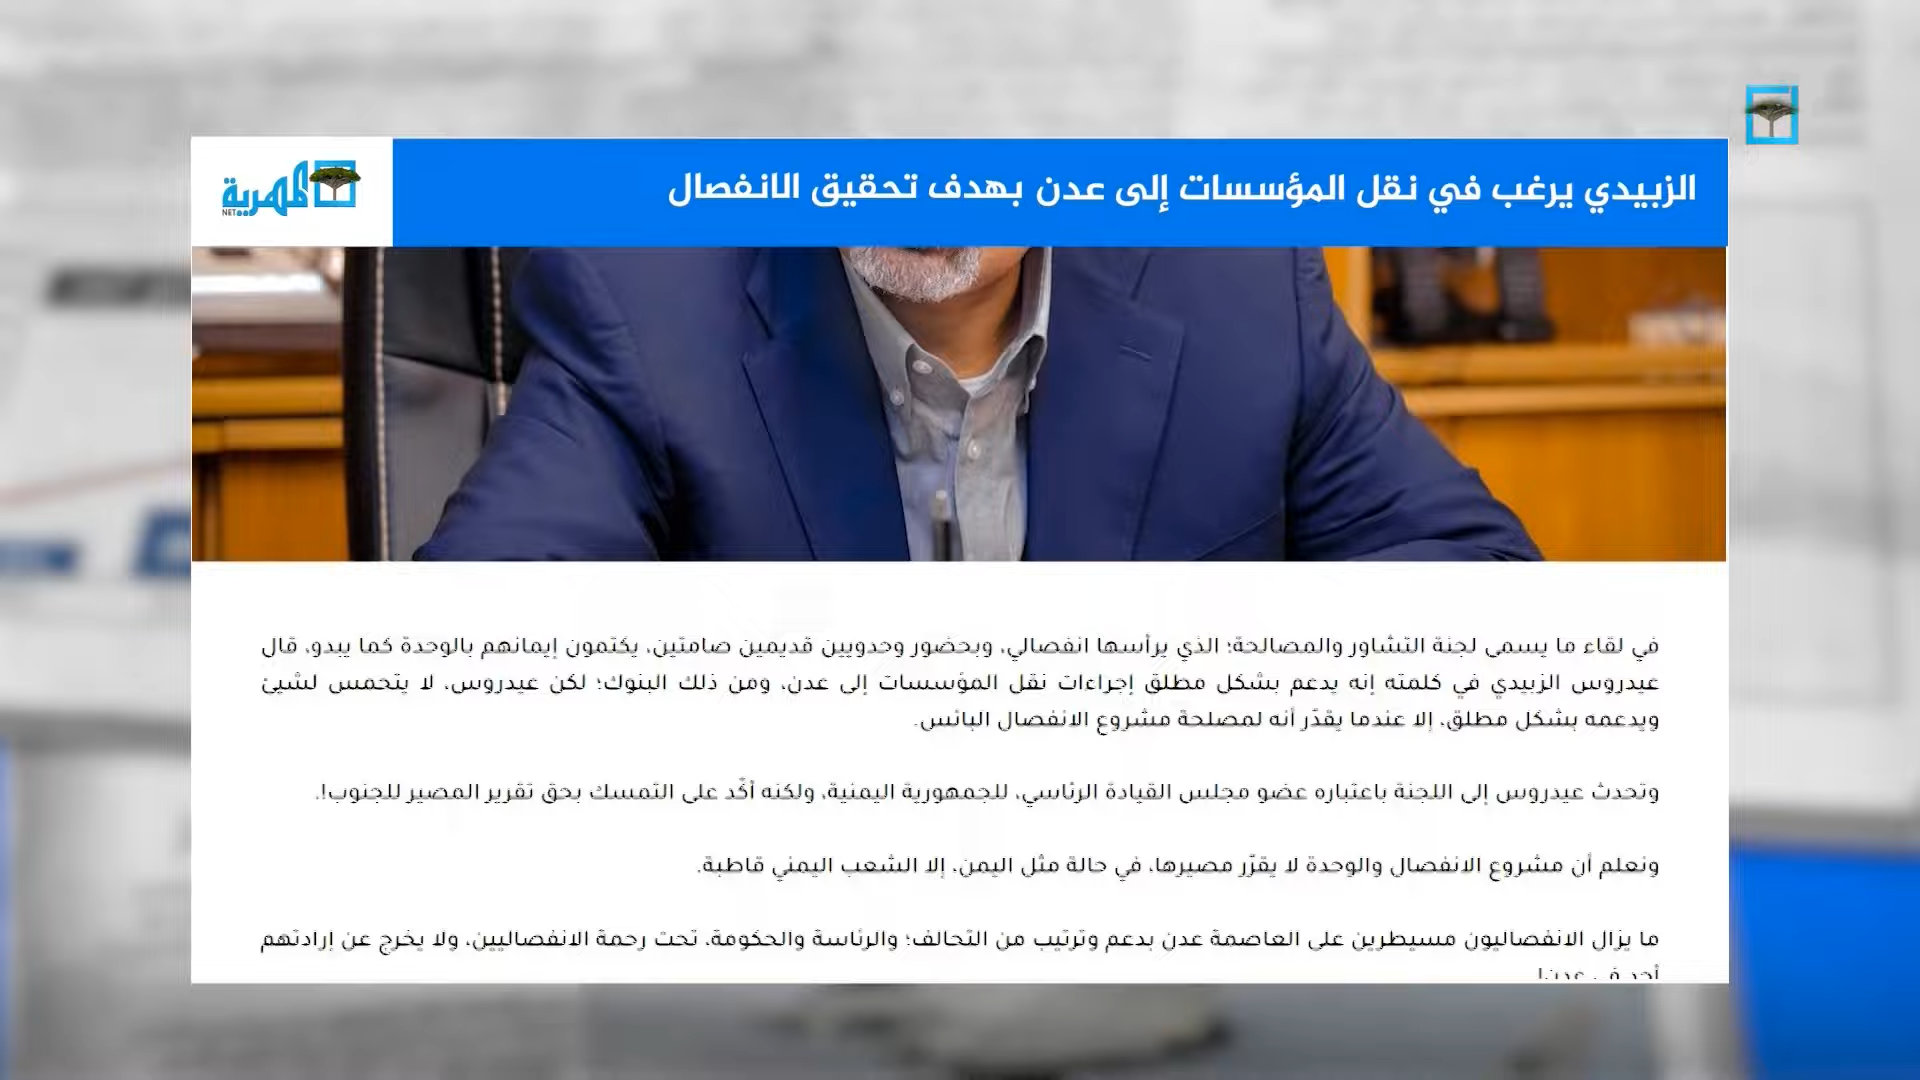 الزبيدي يرغب في نقل المؤسسات إلى عدن بهدف تحقيق الانفصال
المهرية
NET
في لقاء ما يسمى لجنة التشاور والمصالحة؛ الذي يرأسها انفصالي، وبحضور وحدويين قديمين صامتين، يكتمون إيمانهم بالوحدة كما يبدو، قال
عيدروس الزبيدي في كلمته إنه يدعم بشكل مطلق إجراءات نقل المؤسسات إلى عدن، ومن ذلك البنوك؛ لكن عيدروس، لا يتحمس لشيئ
ويدعمه بشكل مطلق، إلا عندما يقدّر أنه لمصلحة مشروع الانفصال البائس.
وتحدث عيدروس إلى اللجنة باعتباره عضو مجلس القيادة الرئاسي، للجمهورية اليمنية، ولكنه أكّد على التمسك بحق تقرير المصير للجنوب!.
ونعلم أن مشروع الانفصال والوحدة لا يقرّر مصيرها، في حالة مثل اليمن، إلا الشعب اليمني قاطبة.
ما يزال الانفصاليون مسيطرين على العاصمة عدن بدعم وترتيب من التحالف؛ والرئاسة والحكومة، تحت رحمة الانفصاليين، ولا يخرج عن إرادتهم
أحد في عدن!